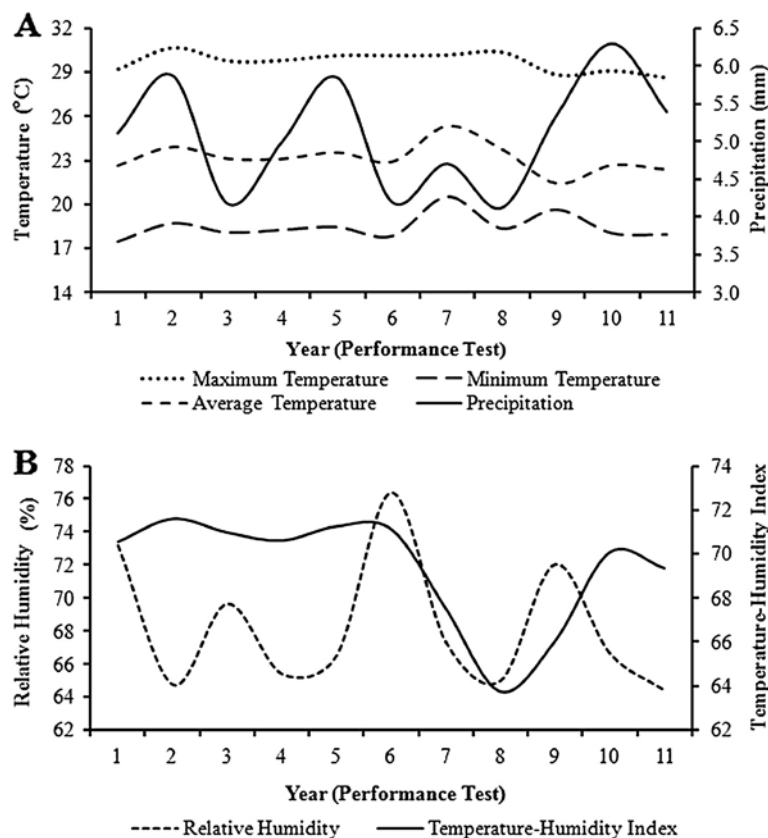 A
Temperature (°C)
32
29
26
23
20
17
14
6.5
6.0
5.5
5.0
4.5
4.0
3.5
3.0
Precipitation (mm)
1 2 3 4 5 6 7 8 9 10 11
Year (Performance Test)
Maximum Temperature Minimum Temperature
Average Temperature Precipitation
B
Relative Humidity (%)
78
76
74
72
70
68
66
64
62
74
72
70
68
66
64
62
Temperature-Humidity Index
1 2 3 4 5 6 7 8 9 10 11
Year (Performance Test)
Relative Humidity Temperature-Humidity Index